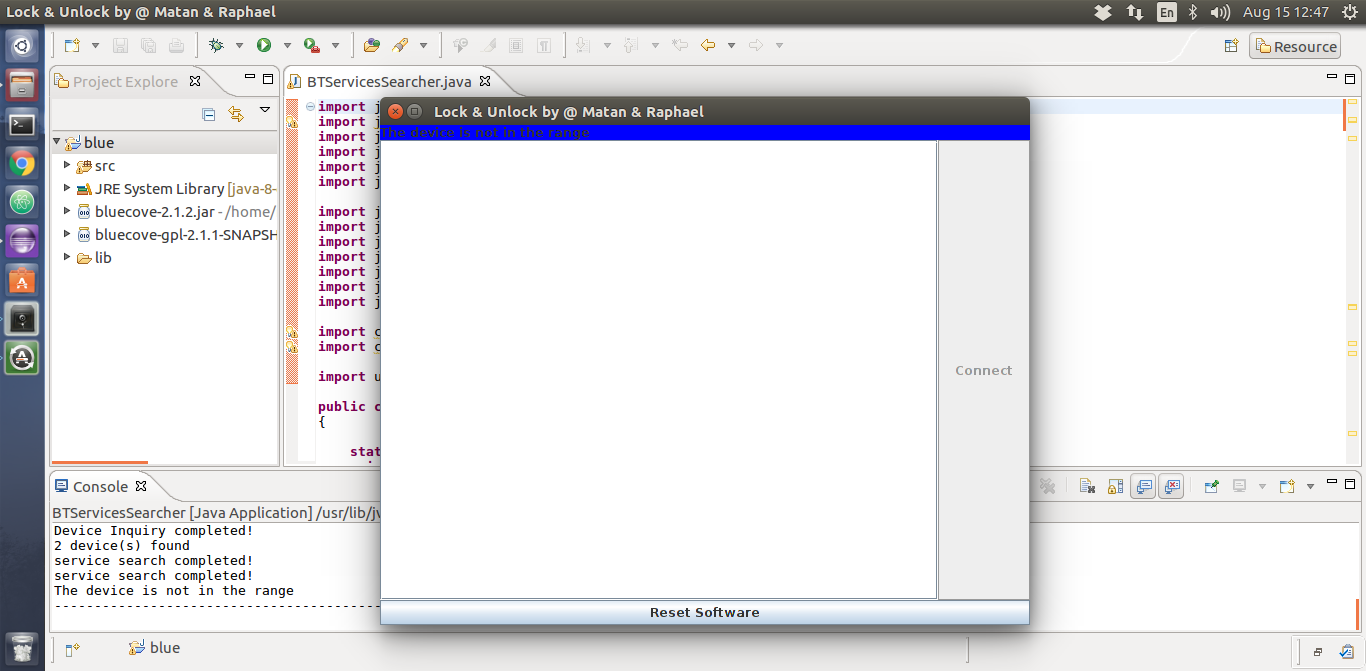 Lock & Unlock by @ Matan & Raphael
En
Aug 15 12:47
Resource
Project Explore
BTServicesSearcher.java
blue
src
JRE System Library [java-8-
bluecove-2.1.2.jar - /home/
bluecove-gpl-2.1.1-SNAPSH
lib
import j
import j
import j
import j
import j
import j
import j
import j
import j
import j
import j
import j
import j
import c
import c
import u
public c
{
stat
Lock & Unlock by @ Matan & Raphael
The device is not in the range
Connect
Reset Software
Console
BTServicesSearcher [Java Application] /usr/lib/jv
Device Inquiry completed!
2 device(s) found
service search completed!
service search completed!
The device is not in the range
-----------------------------------------
blue